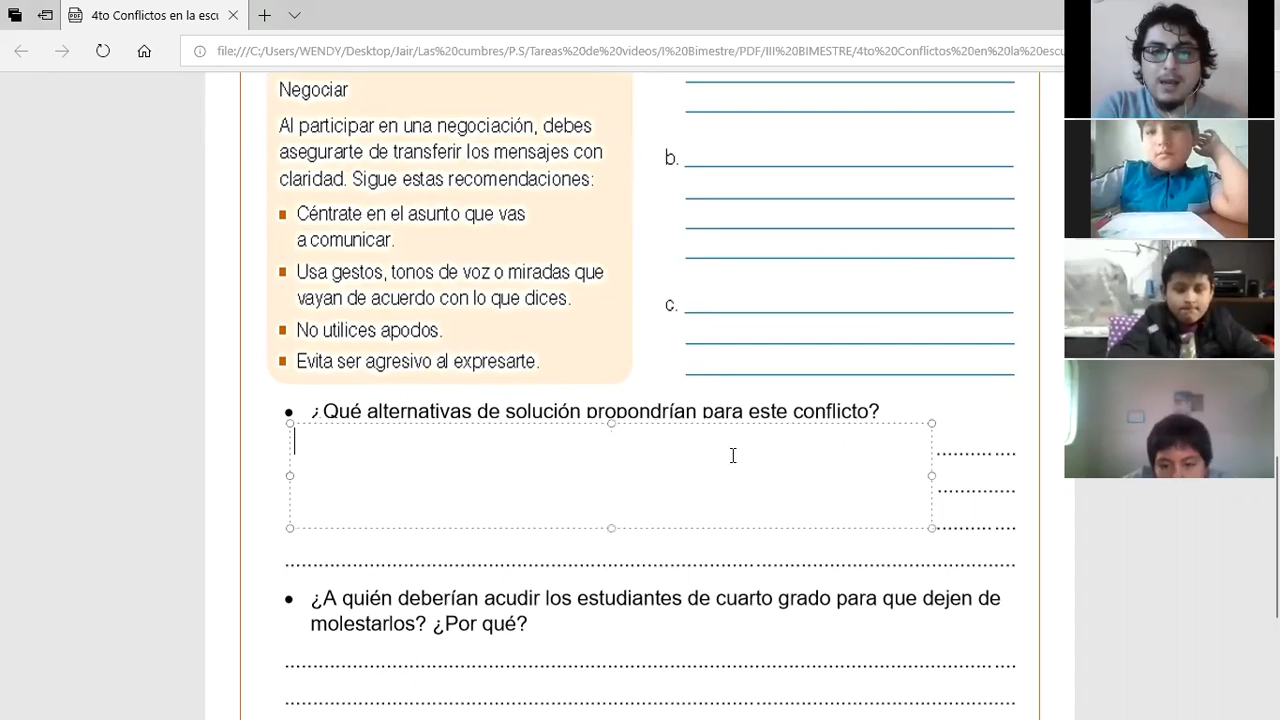 4to Conflictos en la escu
file:///C:/Users/WENDY/Desktop/Jair/Las%20cumbres/P.S/Tareas%20de%20videos/I%20Bimestre/PDF/III%20BIMESTRE/4to%20Conflictos%20en%20la%20escu
Negociar
Al participar en una negociación, debes
asegurarte de transferir los mensajes con
claridad. Sigue estas recomendaciones:
▪ Céntrate en el asunto que vas
a comunicar.
▪ Usa gestos, tonos de voz o miradas que
vayan de acuerdo con lo que dices.
▪ No utilices apodos.
▪ Evita ser agresivo al expresarte.
b.
c.
• ¿Qué alternativas de solución propondrían para este conflicto?
• ¿A quién deberían acudir los estudiantes de cuarto grado para que dejen de
molestarlos? ¿Por qué?